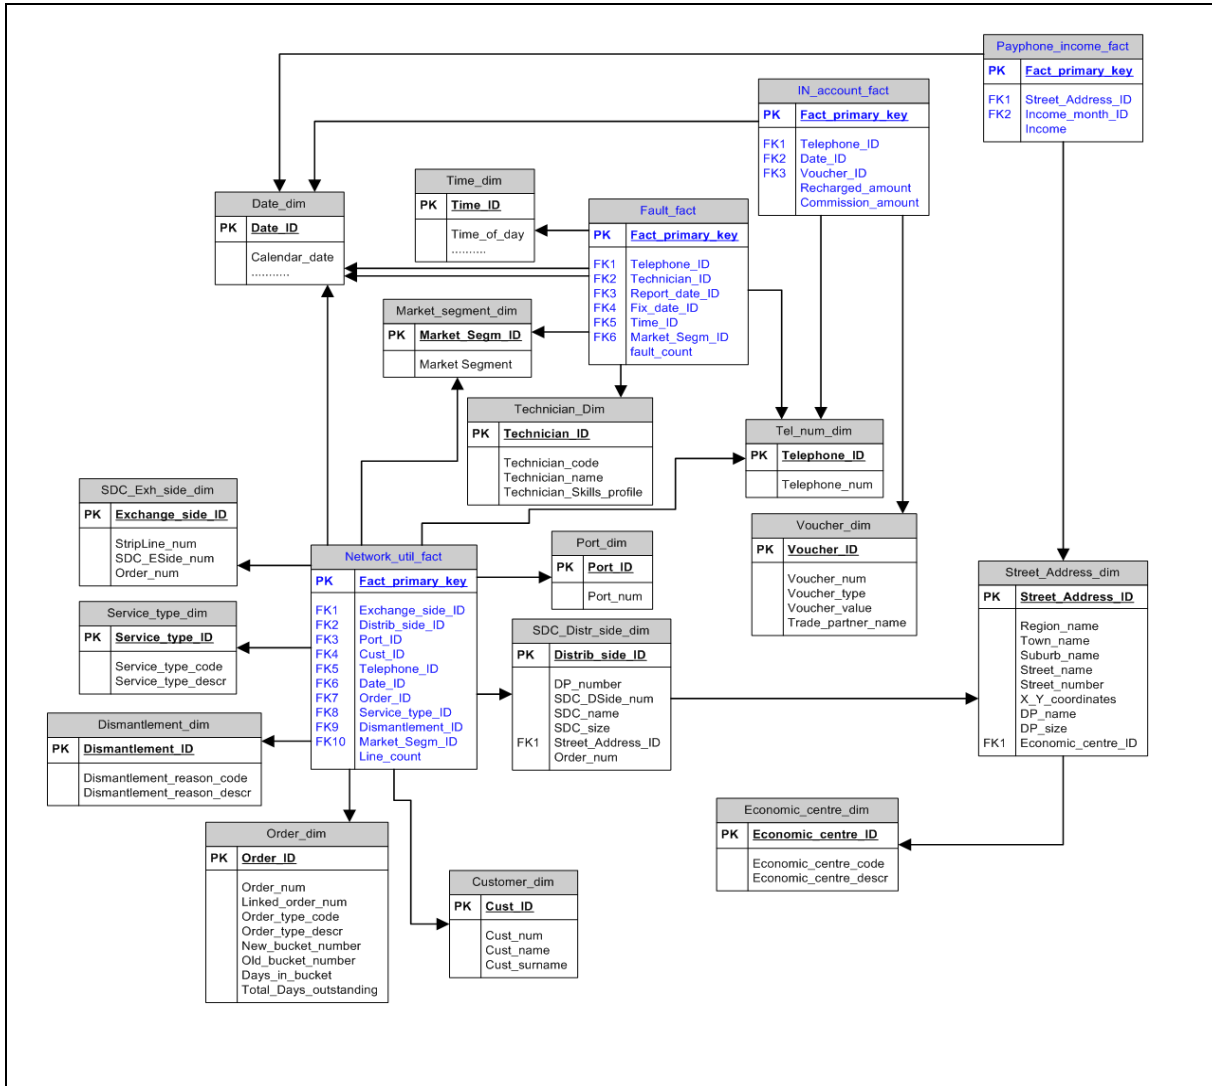 Payphone_income_fact
PK Fact_primary_key
FK1 Street_Address_ID
FK2 Income_month_ID
Income
IN_account_fact
PK Fact_primary_key
FK1 Telephone_ID
FK2 Date_ID
FK3 Voucher_ID
Recharged_amount
Commission_amount
Time_dim
PK Time_ID
Time_of_day
..........
Date_dim
PK Date_ID
Calendar_date
...........
Fault_fact
PK Fact_primary_key
FK1 Telephone_ID
FK2 Technician_ID
FK3 Report_date_ID
FK4 Fix_date_ID
FK5 Time_ID
FK6 Market_Segm_ID
fault_count
Market_segment_dim
PK Market_Segm_ID
Market Segment
Technician_Dim
PK Technician_ID
Technician_code
Technician_name
Technician_Skills_profile
Tel_num_dim
PK Telephone_ID
Telephone_num
SDC_Exh_side_dim
PK Exchange_side_ID
StripLine_num
SDC_ESide_num
Order_num
Voucher_dim
PK Voucher_ID
Voucher_num
Voucher_type
Voucher_value
Trade_partner_name
Port_dim
PK Port_ID
Port_num
Network_util_fact
PK Fact_primary_key
FK1 Exchange_side_ID
FK2 Distrib_side_ID
FK3 Port_ID
FK4 Cust_ID
FK5 Telephone_ID
FK6 Date_ID
FK7 Order_ID
FK8 Service_type_ID
FK9 Dismantlement_ID
FK10 Market_Segm_ID
Line_count
Street_Address_dim
PK Street_Address_ID
Region_name
Town_name
Suburb_name
Street_name
Street_number
X_Y_coordinates
DP_name
DP_size
FK1 Economic_centre_ID
Service_type_dim
PK Service_type_ID
Service_type_code
Service_type_descr
SDC_Distr_side_dim
PK Distrib_side_ID
DP_number
SDC_DSide_num
SDC_name
SDC_size
FK1 Street_Address_ID
Order_num
Dismantlement_dim
PK Dismantlement_ID
Dismantlement_reason_code
Dismantlement_reason_descr
Economic_centre_dim
PK Economic_centre_ID
Economic_centre_code
Economic_centre_descr
Order_dim
PK Order_ID
Order_num
Linked_order_num
Order_type_code
Order_type_descr
New_bucket_number
Old_bucket_number
Days_in_bucket
Total_Days_outstanding
Customer_dim
PK Cust_ID
Cust_num
Cust_name
Cust_surname